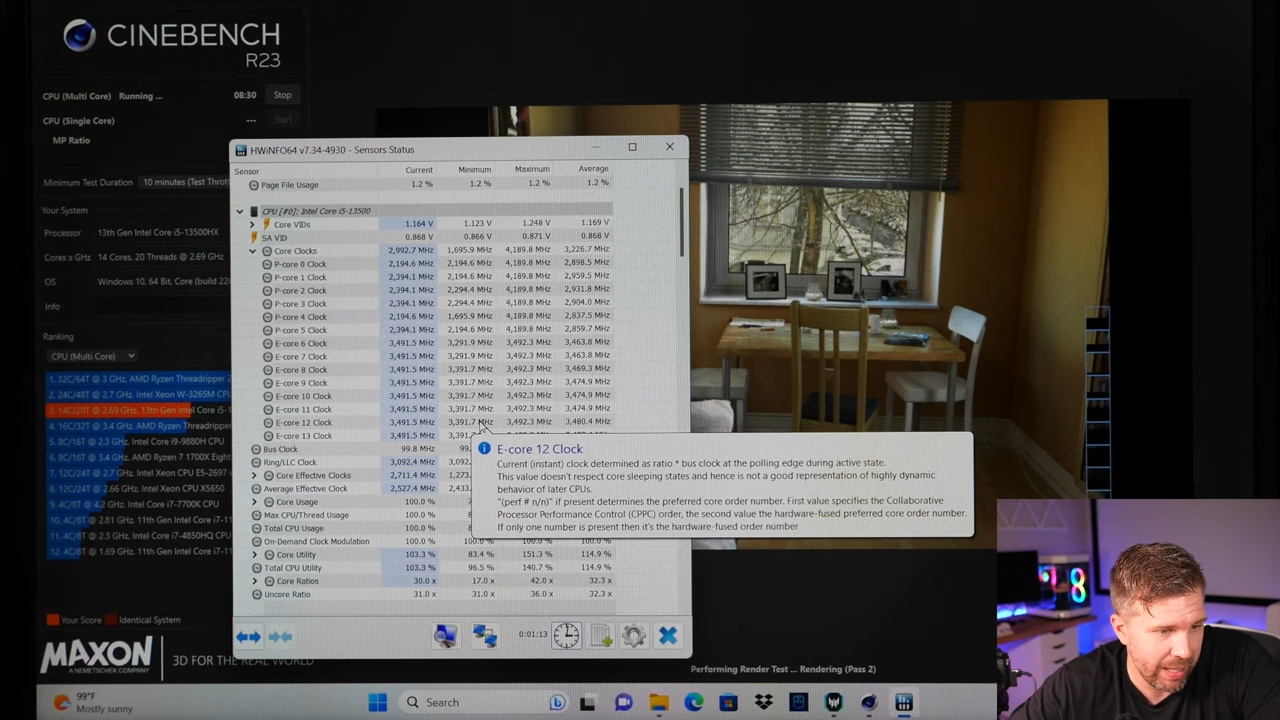 CINEBENCH
R23
CPU (Multi Core) Running ... 08:30 Stop
CPU (Single Core) --- Start
MP Ratio
Minimum Test Duration 10 minutes (Test Throt
Your System
Processor 13th Gen Intel Core i5-13500HX
Cores x GHz 14 Cores, 20 Threads @ 2.69 GHz
OS Windows 10, 64 Bit, Core (build 226
Info
Ranking
CPU (Multi Core)
1. 32C/64T @ 3 GHz, AMD Ryzen Threadripper 2
2. 24C/48T @ 2.7 GHz, Intel Xeon W-3265M CPU
3. 14C/20T @ 2.69 GHz, 13th Gen Intel Core i5-1
4. 16C/32T @ 3.4 GHz, AMD Ryzen Threadripper
5. 8C/16T @ 2.3 GHz, Intel Core i9-9880H CPU
6. 8C/16T @ 3.4 GHz, AMD Ryzen 7 1700X Eight
7. 12C/24T @ 2.7 GHz, Intel Xeon CPU E5-2697 v
8. 12C/24T @ 2.66 GHz, Intel Xeon CPU X5650
9. 4C/8T @ 4.2 GHz, Intel Core i7-7700K CPU
10. 4C/8T @ 2.81 GHz, 11th Gen Intel Core i7-11
11. 4C/8T @ 2.3 GHz, Intel Core i7-4850HQ CPU
12. 4C/8T @ 1.69 GHz, 11th Gen Intel Core i7-1
Your Score Identical System
MAXON
A NEMETSCHEK COMPANY
3D FOR THE REAL WORLD
HWiNFO64 v7.34-4930 - Sensors Status
Sensor Current Minimum Maximum Average
Page File Usage 1.2 % 1.2 % 1.2 % 1.2 %
CPU [#0]: Intel Core i5-13500
Core VIDs 1.164 V 1.123 V 1.248 V 1.169 V
SA VID 0.868 V 0.866 V 0.871 V 0.868 V
Core Clocks 2,992.7 MHz 1,695.9 MHz 4,189.8 MHz 3,226.7 MHz
P-core 0 Clock 2,194.6 MHz 2,194.6 MHz 4,189.8 MHz 2,898.5 MHz
P-core 1 Clock 2,394.1 MHz 2,194.6 MHz 4,189.8 MHz 2,959.5 MHz
P-core 2 Clock 2,394.1 MHz 2,294.4 MHz 4,189.8 MHz 2,931.8 MHz
P-core 3 Clock 2,394.1 MHz 2,294.4 MHz 4,189.8 MHz 2,904.0 MHz
P-core 4 Clock 2,194.6 MHz 1,695.9 MHz 4,189.8 MHz 2,837.5 MHz
P-core 5 Clock 2,394.1 MHz 2,194.6 MHz 4,189.8 MHz 2,859.7 MHz
E-core 6 Clock 3,491.5 MHz 3,291.9 MHz 3,492.3 MHz 3,463.8 MHz
E-core 7 Clock 3,491.5 MHz 3,291.9 MHz 3,492.3 MHz 3,463.8 MHz
E-core 8 Clock 3,491.5 MHz 3,391.7 MHz 3,492.3 MHz 3,469.3 MHz
E-core 9 Clock 3,491.5 MHz 3,391.7 MHz 3,492.3 MHz 3,474.9 MHz
E-core 10 Clock 3,491.5 MHz 3,391.7 MHz 3,492.3 MHz 3,474.9 MHz
E-core 11 Clock 3,491.5 MHz 3,391.7 MHz 3,492.3 MHz 3,474.9 MHz
E-core 12 Clock 3,491.5 MHz 3,391.7 MHz 3,492.3 MHz 3,480.4 MHz
E-core 13 Clock 3,491.5 MHz 3,391.7
Bus Clock 99.8 MHz 99.
Ring/LLC Clock 3,092.4 MHz 3,092.
Core Effective Clocks 2,711.4 MHz
Average Effective Clock 2,527.4 MHz 2,433.
Core Usage 100.0 %
Max CPU/Thread Usage 100.0 %
Total CPU Usage 100.0 %
On-Demand Clock Modulation 100.0 % 100.0 % 100.0 % 100.0 %
Core Utility 103.3 % 83.4 % 151.3 % 114.9 %
Total CPU Utility 103.3 % 96.5 % 140.7 % 114.9 %
Core Ratios 30.0 x 17.0 x 42.0 x 32.3 x
Uncore Ratio 31.0 x 31.0 x 36.0 x 32.3 x
0:01:13
E-core 12 Clock
Current (instant) clock determined as ratio * bus clock at the polling edge during active state.
This value doesn't respect core sleeping states and hence is not a good representation of highly dynamic
behavior of later CPUs.
"(perf # n/n)" if present determines the preferred core order number. First value specifies the Collaborative
Processor Performance Control (CPPC) order, the second value the hardware-fused preferred core order number.
If only one number is present then it's the hardware-fused order number
Performing Render Test ... Rendering (Pass 2)
99°F
Mostly sunny
Search